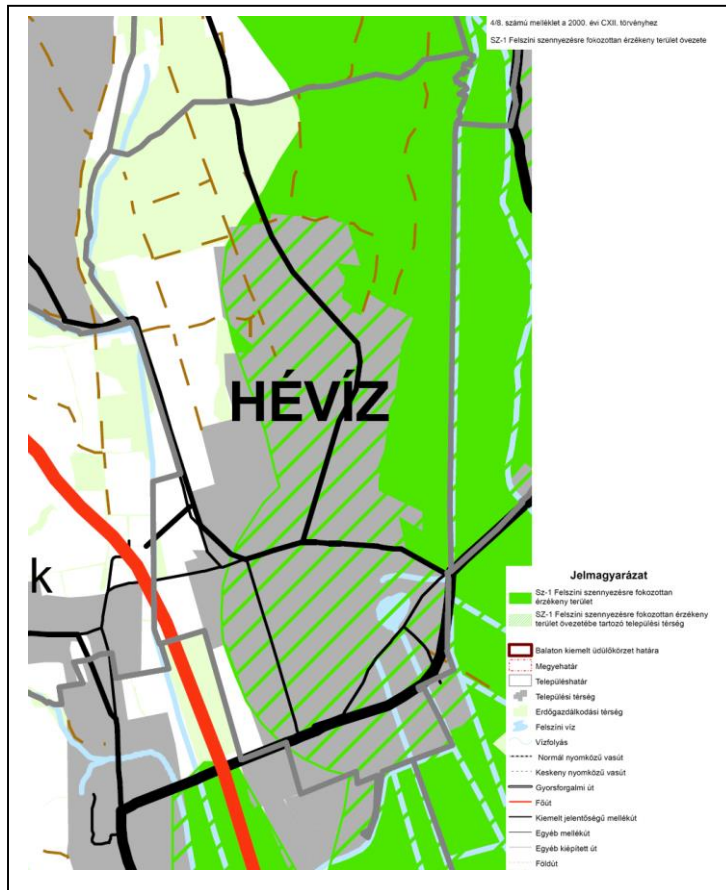 4/8. számú melléklet a 2000. évi CXII. törvényhez
SZ-1 Felszíni szennyezésre fokozottan érzékeny terület övezete
HÉVÍZ
k
Jelmagyarázat
Sz-1 Felszíni szennyezésre fokozottan
érzékeny terület
SZ-1 Felszíni szennyezésre fokozottan érzékeny
terület övezetébe tartozó települési térség
Balaton kiemelt üdülőkörzet határa
Megyehatár
Településhatár
Települési térség
Erdőgazdálkodási térség
Felszíni víz
Vízfolyás
Normál nyomközű vasút
Keskeny nyomközű vasút
Gyorsforgalmi út
Főút
Kiemelt jelentőségű mellékút
Egyéb mellékút
Egyéb kiépített út
Földút